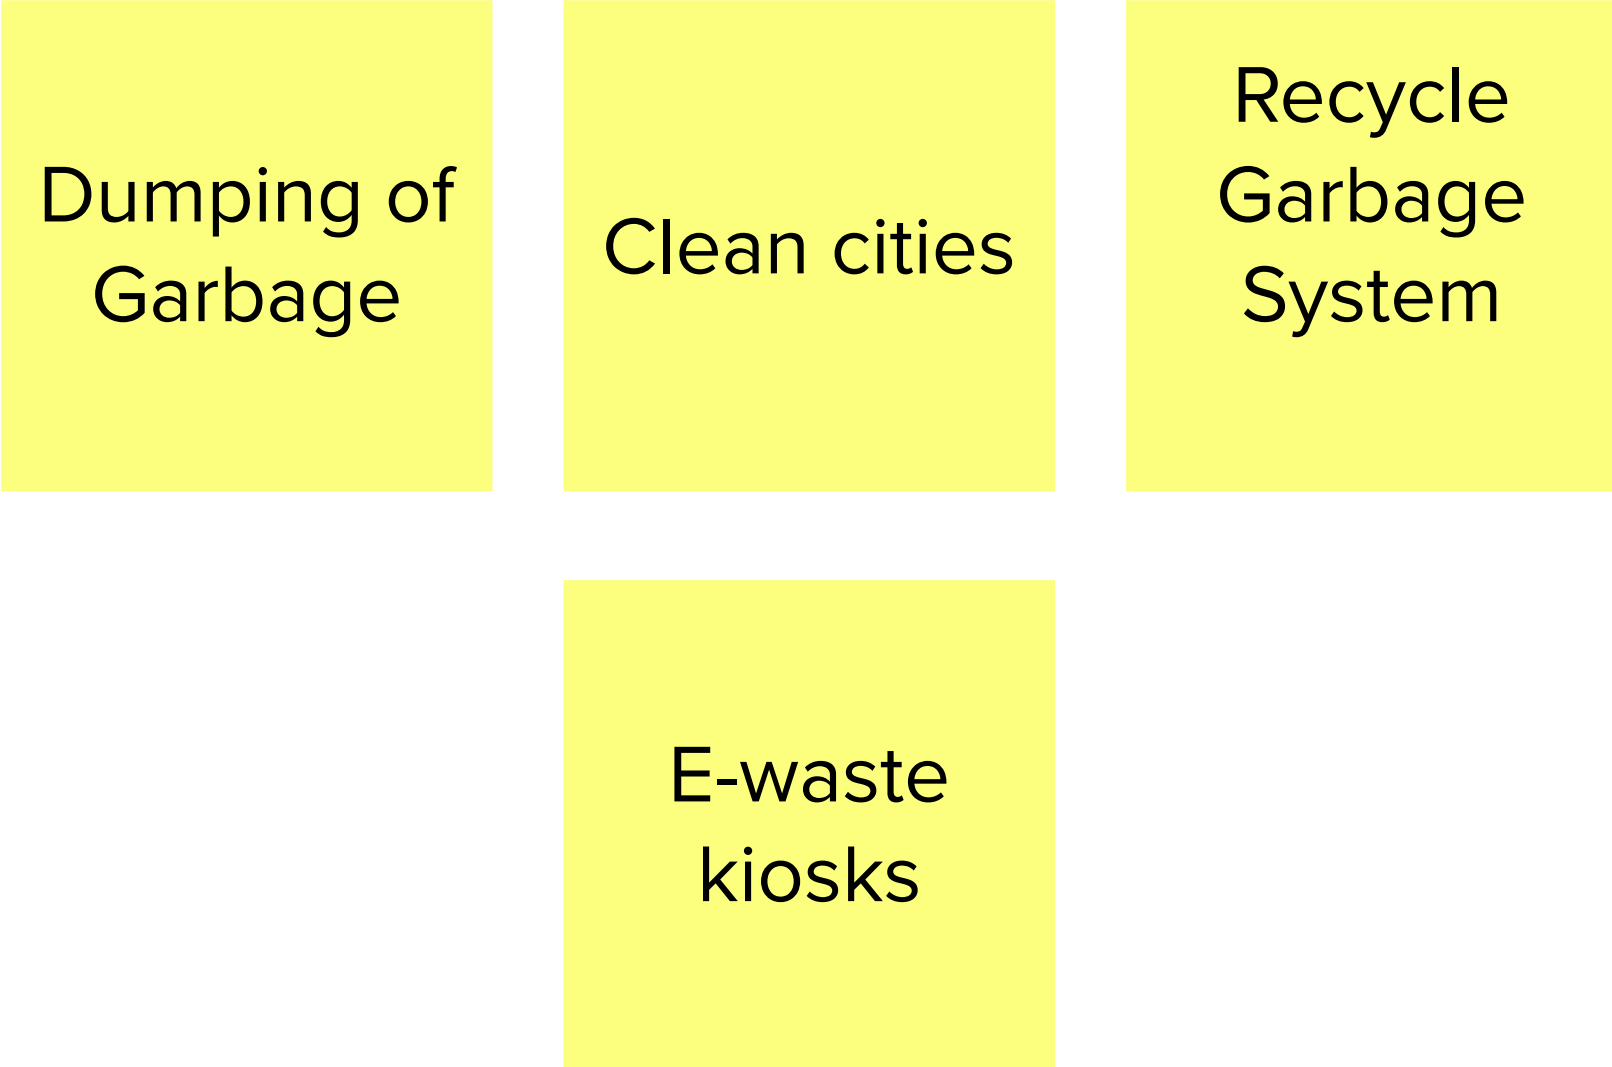 Dumping of
Garbage
Clean cities
Recycle
Garbage
System
E-waste
kiosks